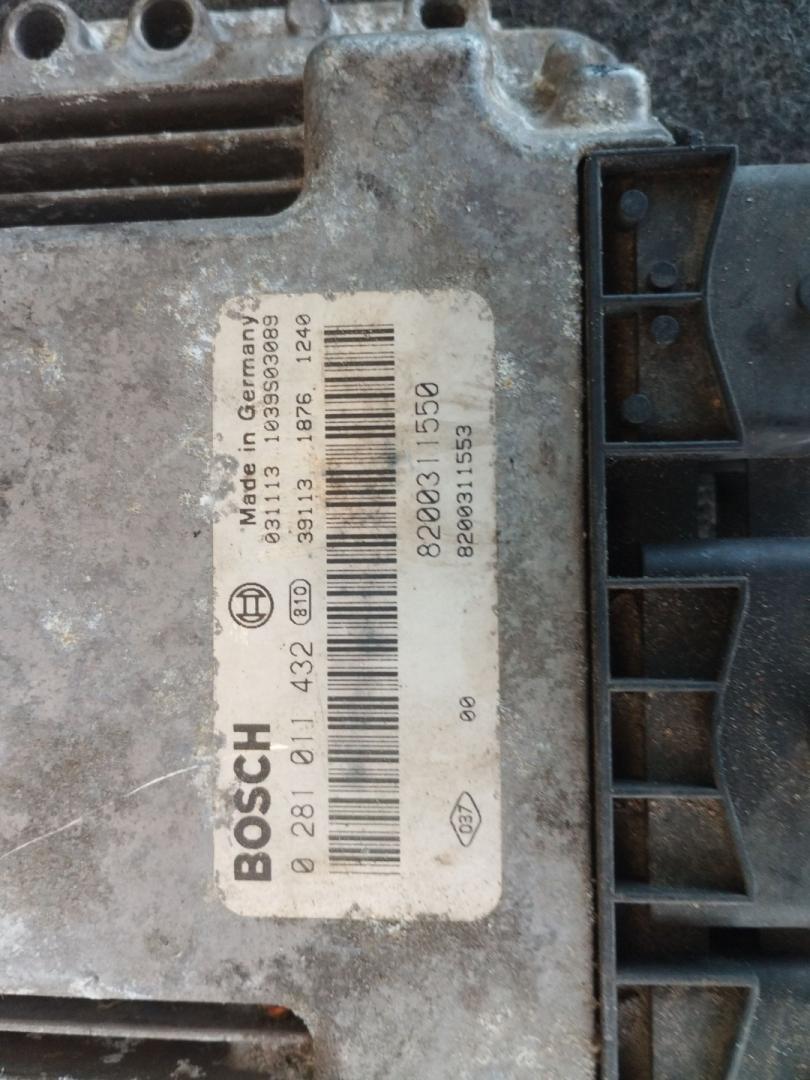 Made in Germany
BOSCH
031113 1039S03089
0 281 011 432 810 39113 1876 1240
8200311550
037 00 8200311553